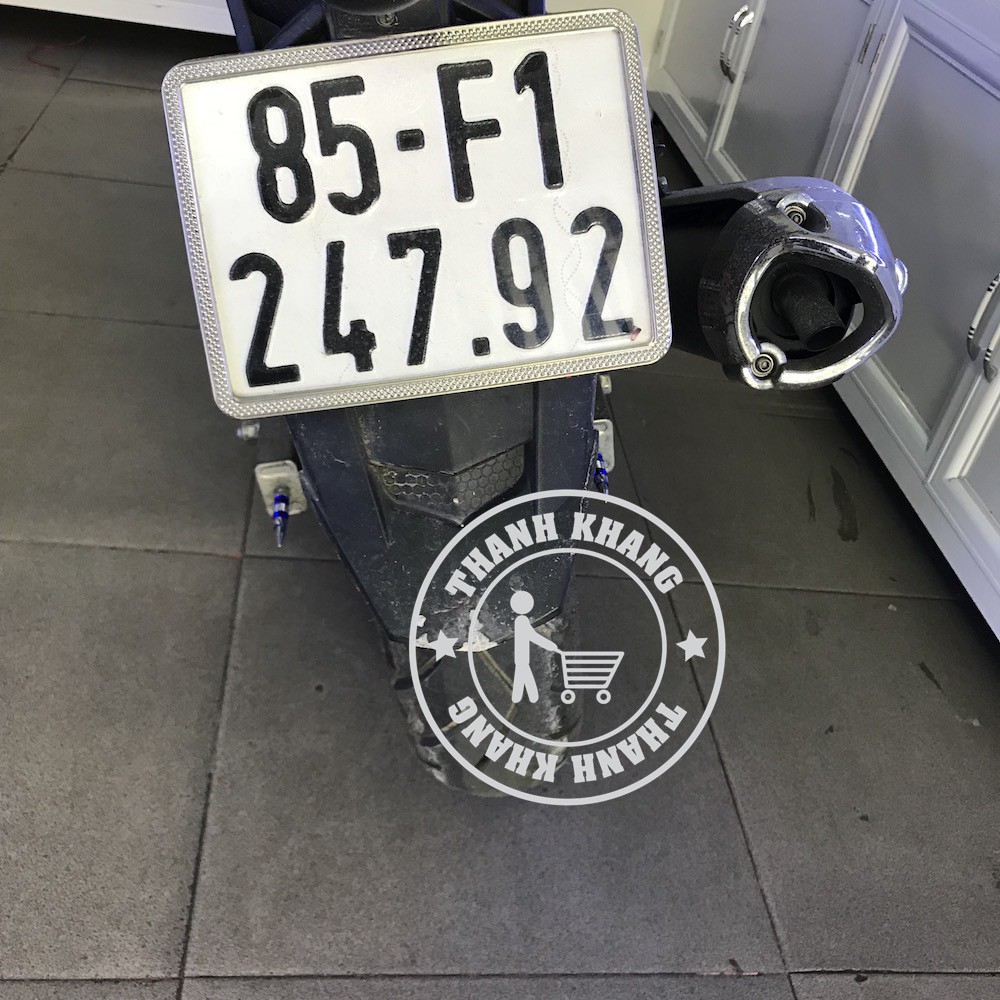 85-F1
247.92
THANH KHANG
THANH KHANG